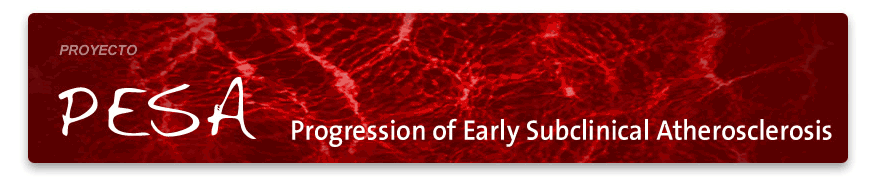 PROYECTO
PESA
Progression of Early Subclinical Atherosclerosis